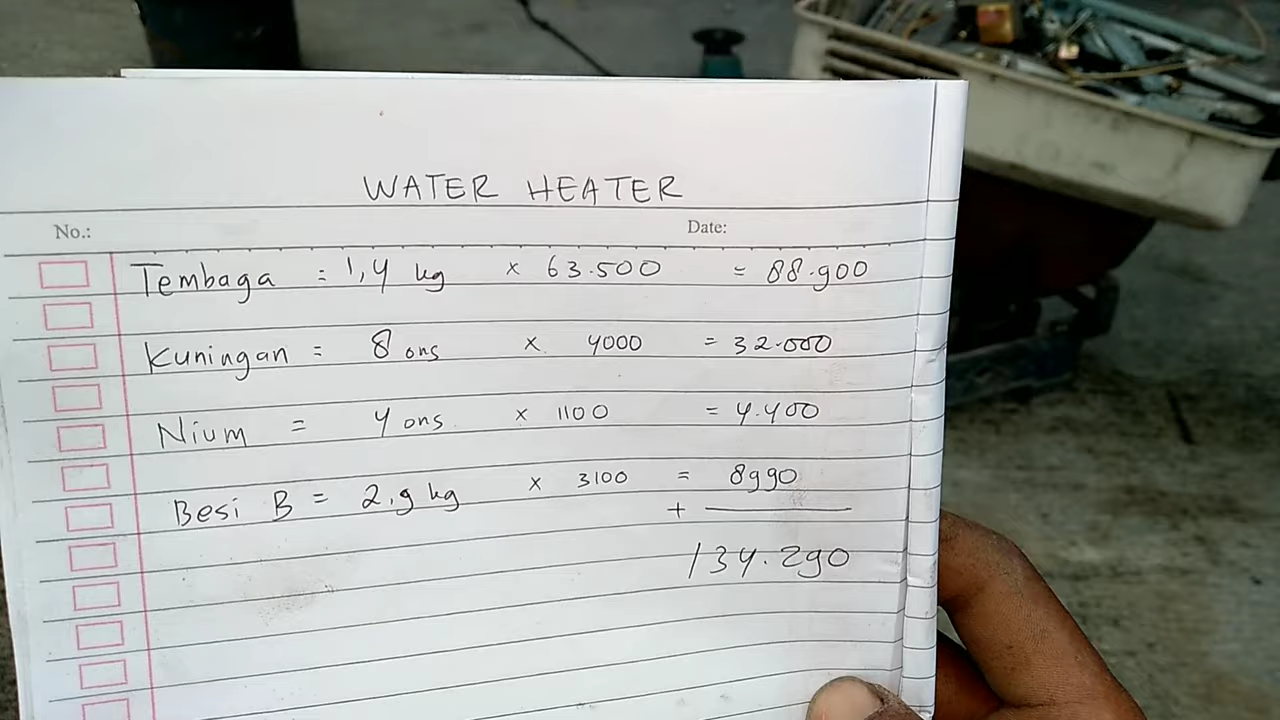 WATER HEATER
No.: Date:
Tembaga = 1,4 kg x 63.500 = 88.900
Kuningan = 8 ons x 4000 = 32.000
Nium = 4 ons x 1100 = 4.400
Besi B = 2,9 kg x 3100 = 8990
+
134.290